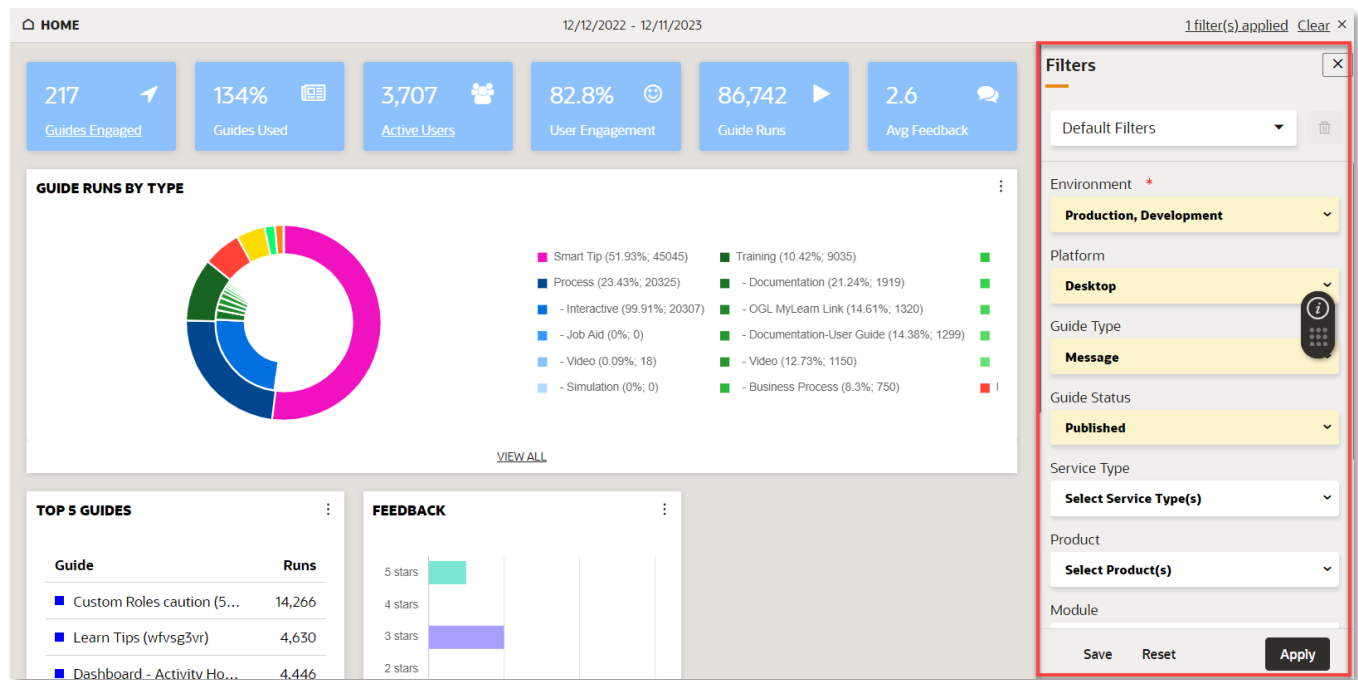 HOME
12/12/2022 - 12/11/2023
1 filter(s) applied Clear ×
217
Guides Engaged
134%
Guides Used
3,707
Active Users
82.8%
User Engagement
86,742
Guide Runs
2.6
Avg Feedback
GUIDE RUNS BY TYPE
Smart Tip (51.93%; 45045)
Process (23.43%; 20325)
- Interactive (99.91%; 20307)
- Job Aid (0%; 0)
- Video (0.09%; 18)
- Simulation (0%; 0)
Training (10.42%; 9035)
- Documentation (21.24%; 1919)
- OGL MyLearn Link (14.61%; 1320)
- Documentation-User Guide (14.38%; 1299)
- Video (12.73%; 1150)
- Business Process (8.3%; 750)
VIEW ALL
TOP 5 GUIDES
Guide Runs
Custom Roles caution (5... 14,266
Learn Tips (wfvsg3vr) 4,630
Dashboard - Activity Ho... 4,446
FEEDBACK
5 stars
4 stars
3 stars
2 stars
Filters
Default Filters
Environment *
Production, Development
Platform
Desktop
Guide Type
Message
Guide Status
Published
Service Type
Select Service Type(s)
Product
Select Product(s)
Module
Save Reset Apply